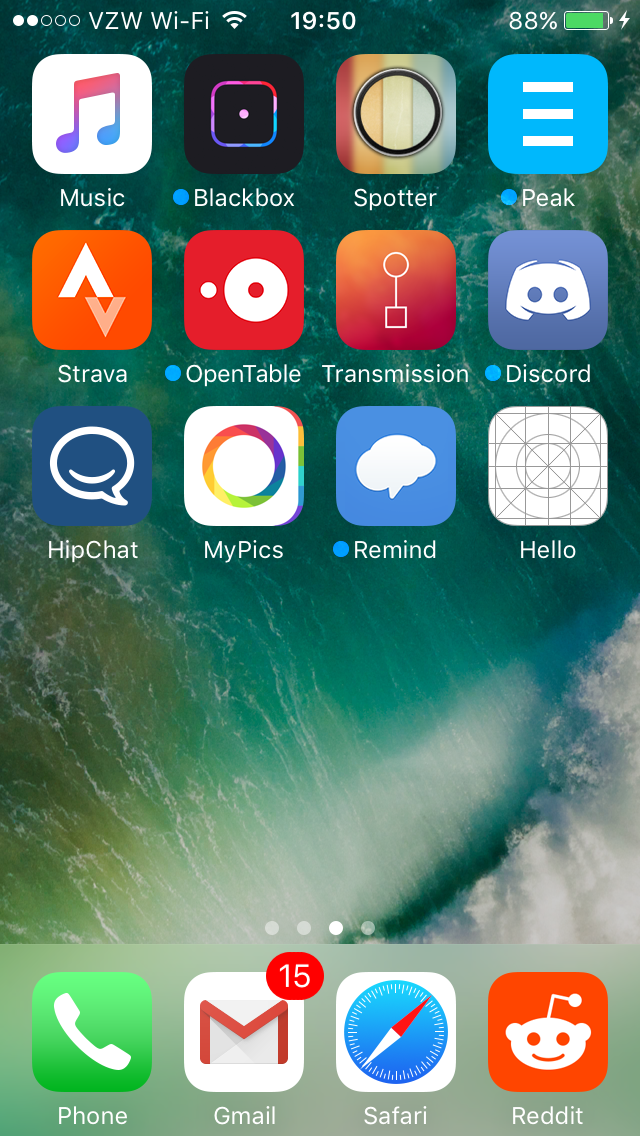 VZW Wi-Fi 19:50 88%
Music Blackbox Spotter Peak
Strava OpenTable Transmission Discord
HipChat MyPics Remind Hello
15
Phone Gmail Safari Reddit